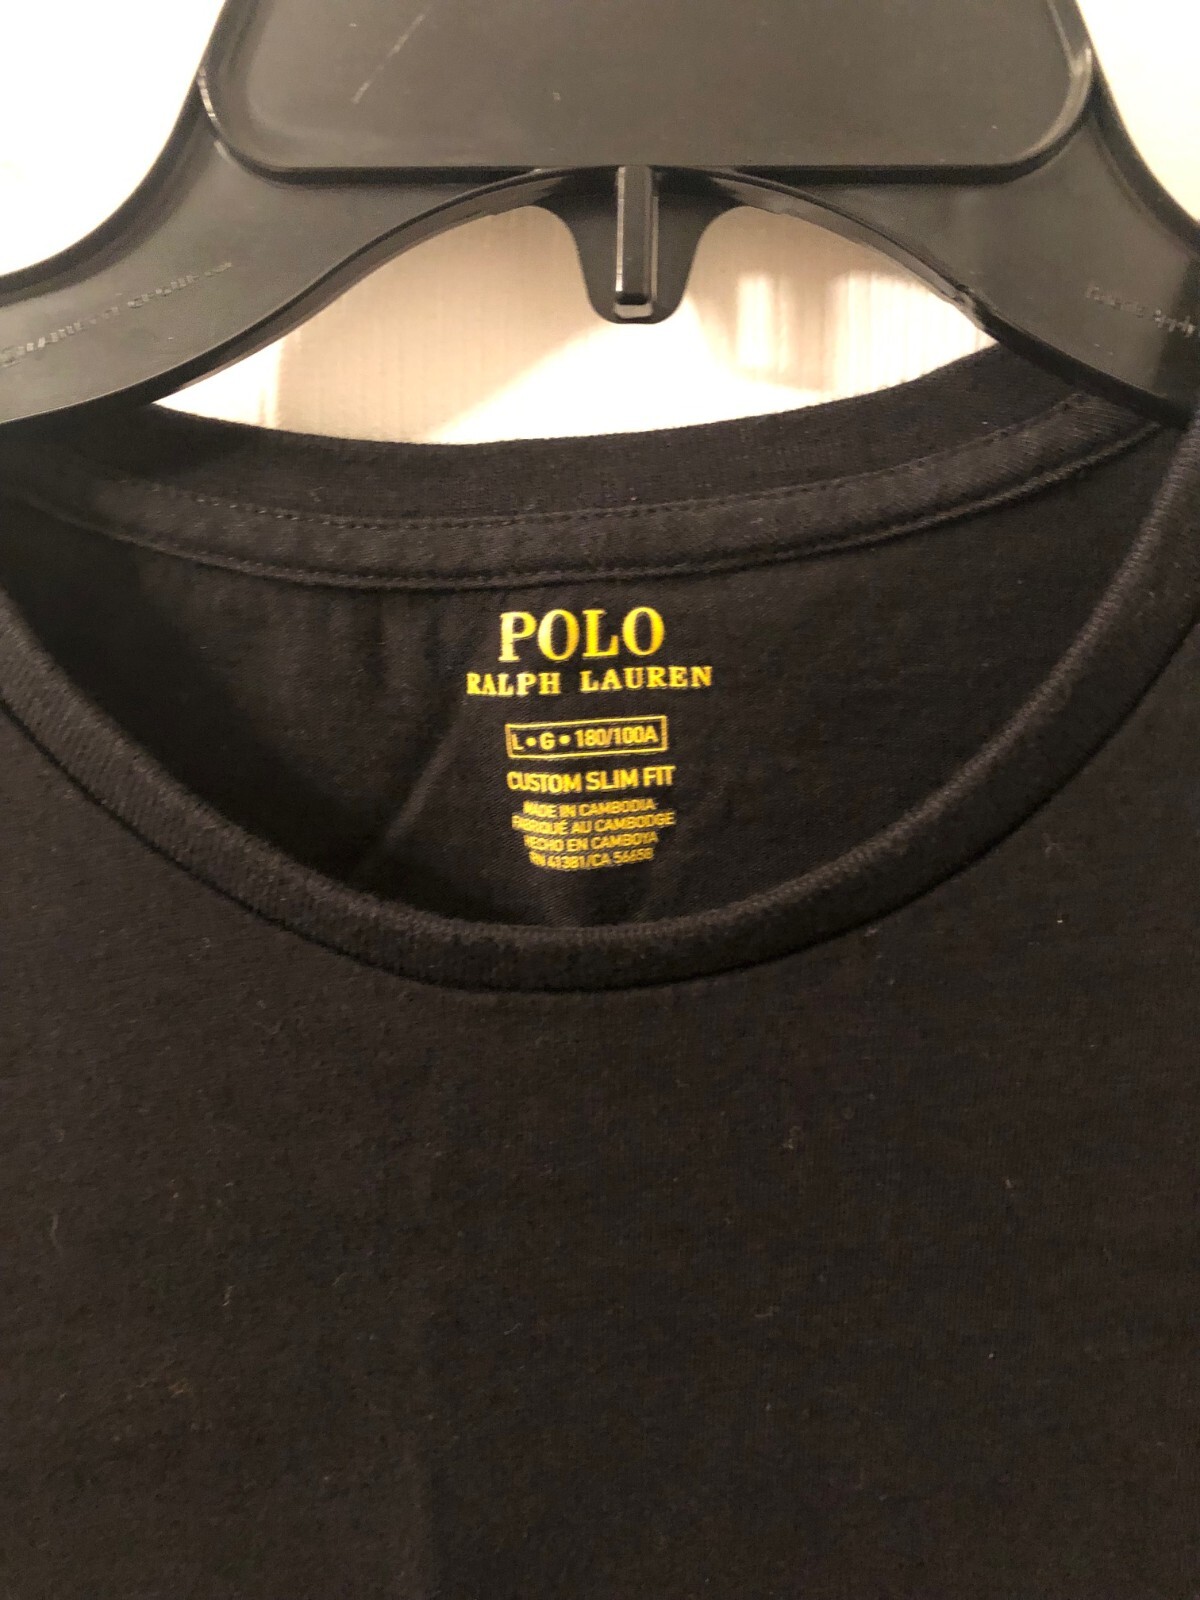 POLO
RALPH LAUREN
L • G • 180/100A
CUSTOM SLIM FIT
MADE IN CAMBODIA
FABRIQUÉ AU CAMBODGE
HECHO EN CAMBOYA
RN 41381/CA 56650